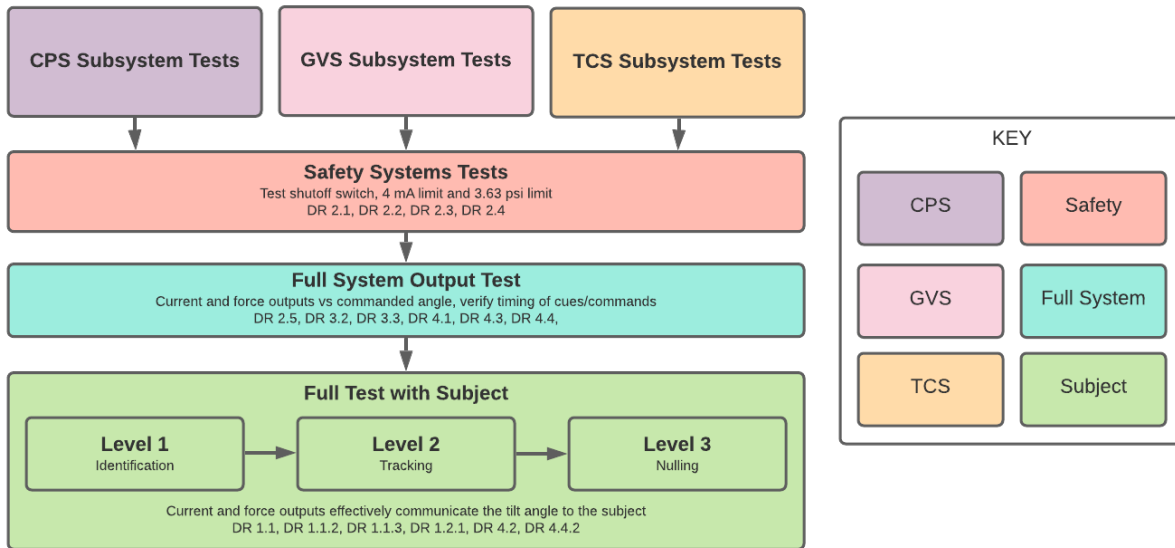 CPS Subsystem Tests
GVS Subsystem Tests
TCS Subsystem Tests
Safety Systems Tests
Test shutoff switch, 4 mA limit and 3.63 psi limit
DR 2.1, DR 2.2, DR 2.3, DR 2.4
Full System Output Test
Current and force outputs vs commanded angle, verify timing of cues/commands
DR 2.5, DR 3.2, DR 3.3, DR 4.1, DR 4.3, DR 4.4,
Full Test with Subject
Level 1
Identification
Level 2
Tracking
Level 3
Nulling
Current and force outputs effectively communicate the tilt angle to the subject
DR 1.1, DR 1.1.2, DR 1.1.3, DR 1.2.1, DR 4.2, DR 4.4.2
KEY
CPS
Safety
GVS
Full System
TCS
Subject